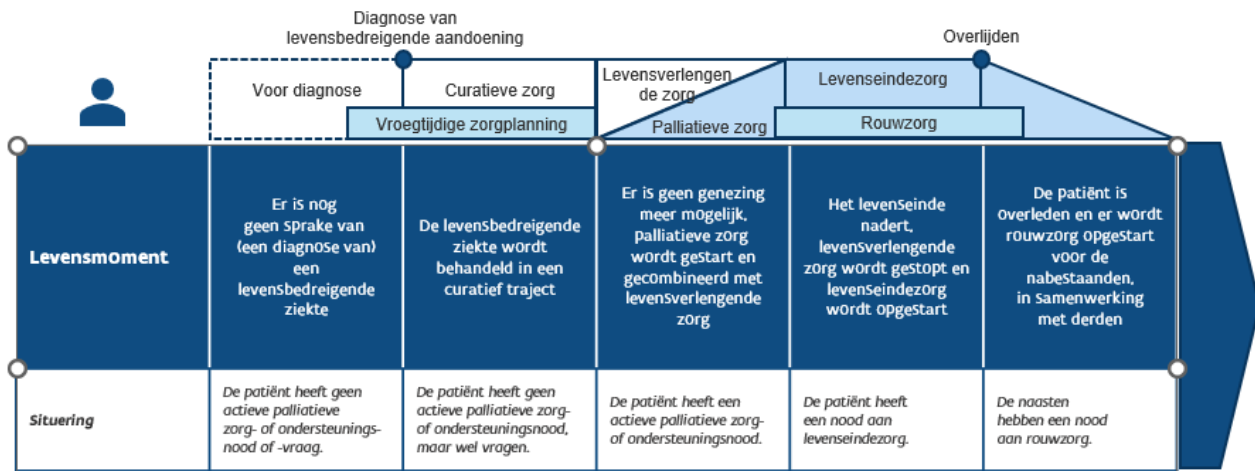 Diagnose van
levensbedreigende aandoening
Overlijden
Voor diagnose
Curatieve zorg
Levensverlengen
de zorg
Levenseindezorg
Vroegtijdige zorgplanning
Palliatieve zorg
Rouwzorg
Levensmoment
Er is nog
geen sprake van
(een diagnose van)
een
levensbedreigende
ziekte
De levensbedreigende
ziekte wordt
behandeld in een
curatief traject
Er is geen genezing
meer mogelijk,
palliatieve zorg
wordt gestart en
gecombineerd met
levensverlengende
zorg
Het levenseinde
nadert,
levensverlengende
zorg wordt gestopt en
levenseindezorg
wordt opgestart
De patiënt is
overleden en er wordt
rouwzorg opgestart
voor de
nabestaanden,
in samenwerking
met derden
Situering
De patiënt heeft geen
actieve palliatieve
zorg- of ondersteunings-
nood of -vraag.
De patiënt heeft geen
actieve palliatieve zorg-
of ondersteuningsnood,
maar wel vragen.
De patiënt heeft een
actieve palliatieve zorg-
of ondersteuningsnood.
De patiënt heeft
een nood aan
levenseindezorg.
De naasten
hebben een nood
aan rouwzorg.